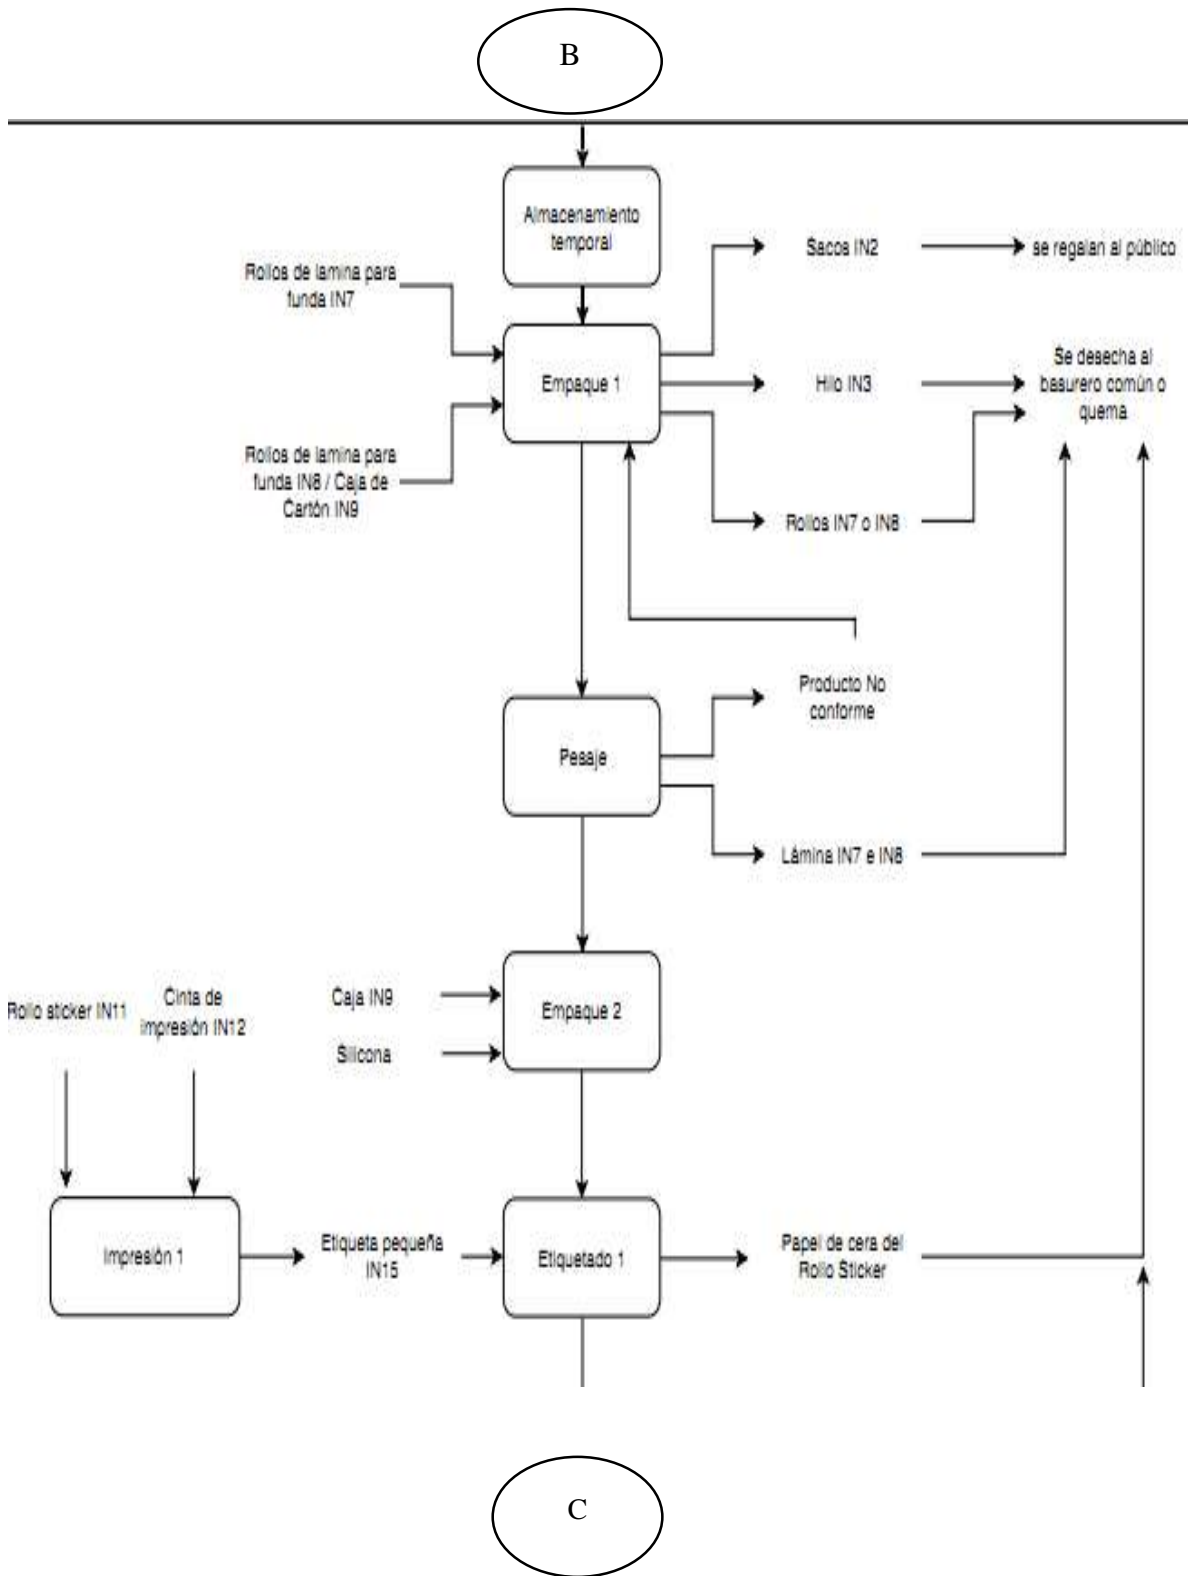 B
Almacenamiento
temporal
Sacos IN2
se regalan al público
Rollos de lamina para
funda IN7
Empaque 1
Hilo IN3
Se desecha al
basurero común o
quema
Rollos de lamina para
funda IN8 / Caja de
Cartón IN9
Rollos IN7 o IN8
Producto No
conforme
Pesaje
Lámina IN7 e IN8
Rollo sticker IN11
Cinta de
impresión IN12
Caja IN9
Silicona
Empaque 2
Impresión 1
Etiqueta pequeña
IN15
Etiquetado 1
Papel de cera del
Rollo Sticker
C